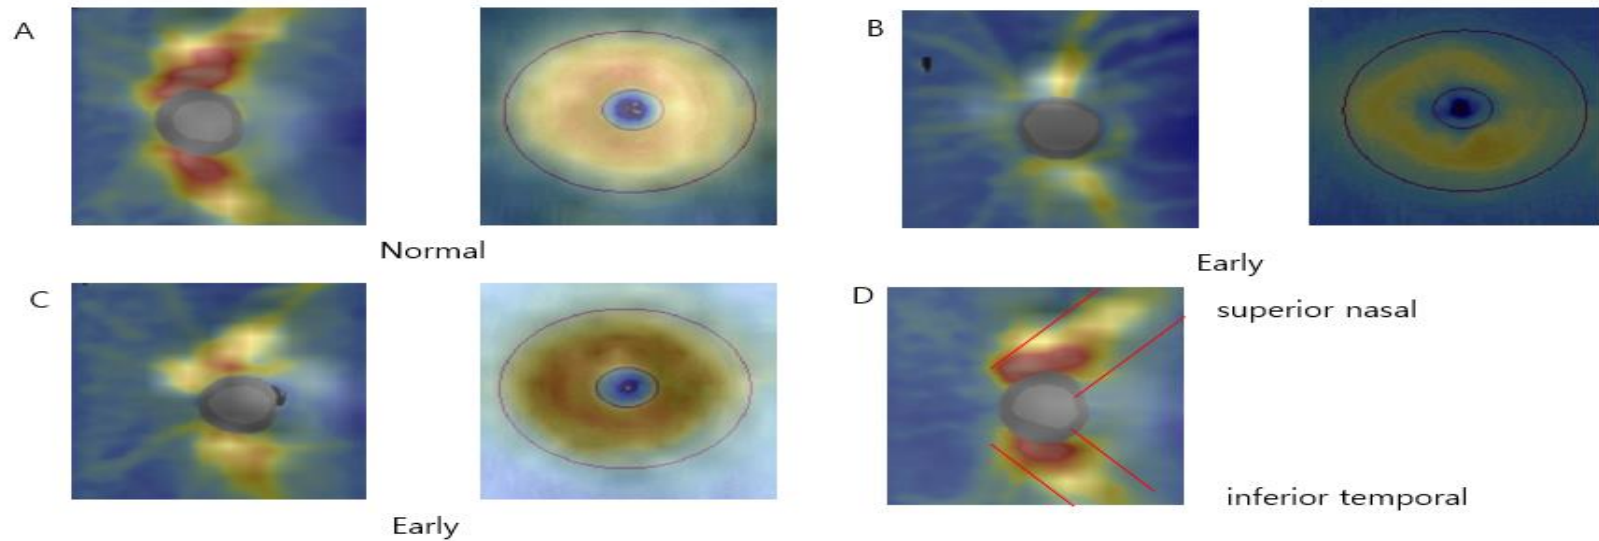 A
B
Normal
Early
C
D
superior nasal
inferior temporal
Early